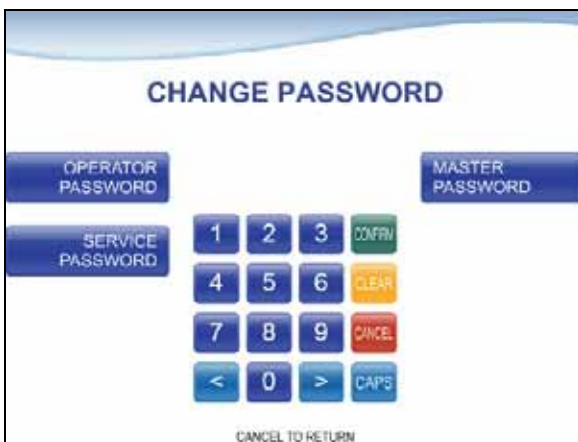 CHANGE PASSWORD
OPERATOR
PASSWORD
MASTER
PASSWORD
SERVICE
PASSWORD
1 2 3 CONFIRM
4 5 6 CLEAR
7 8 9 CANCEL
< 0 > CAPS
CANCEL TO RETURN